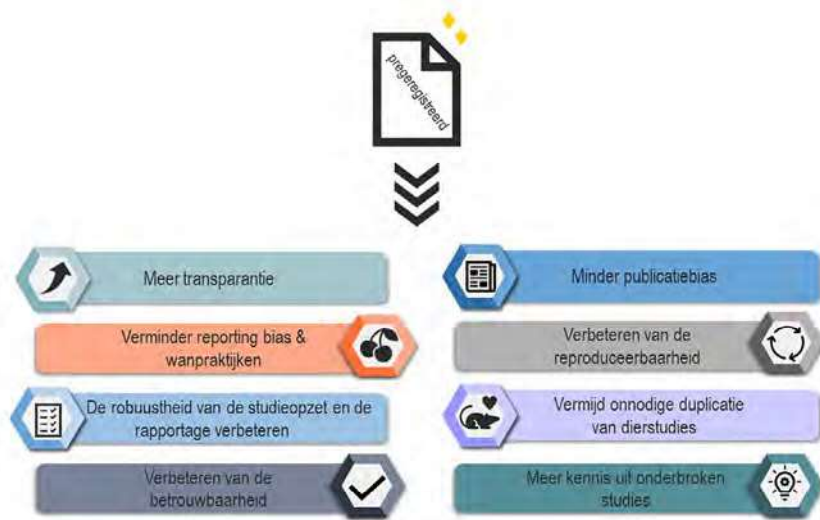 pregeregistreerd
Meer transparantie
Verminder reporting bias &
wanpraktijken
De robuustheid van de studieopzet en de
rapportage verbeteren
Verbeteren van de
betrouwbaarheid
Minder publicatiebias
Verbeteren van de
reproduceerbaarheid
Vermijd onnodige duplicatie
van dierstudies
Meer kennis uit onderbroken
studies